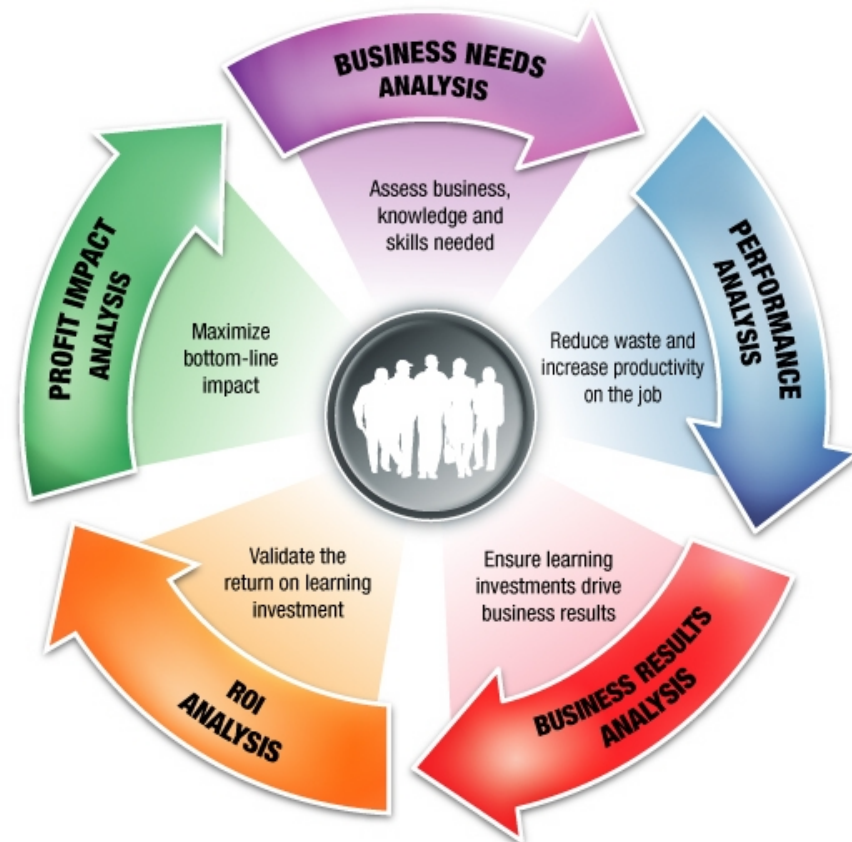 BUSINESS NEEDS
ANALYSIS
Assess business,
knowledge and
skills needed
PERFORMANCE
ANALYSIS
Reduce waste and
increase productivity
on the job
BUSINESS RESULTS
ANALYSIS
Ensure learning
investments drive
business results
ROI
ANALYSIS
Validate the
return on learning
investment
PROFIT IMPACT
ANALYSIS
Maximize
bottom-line
impact